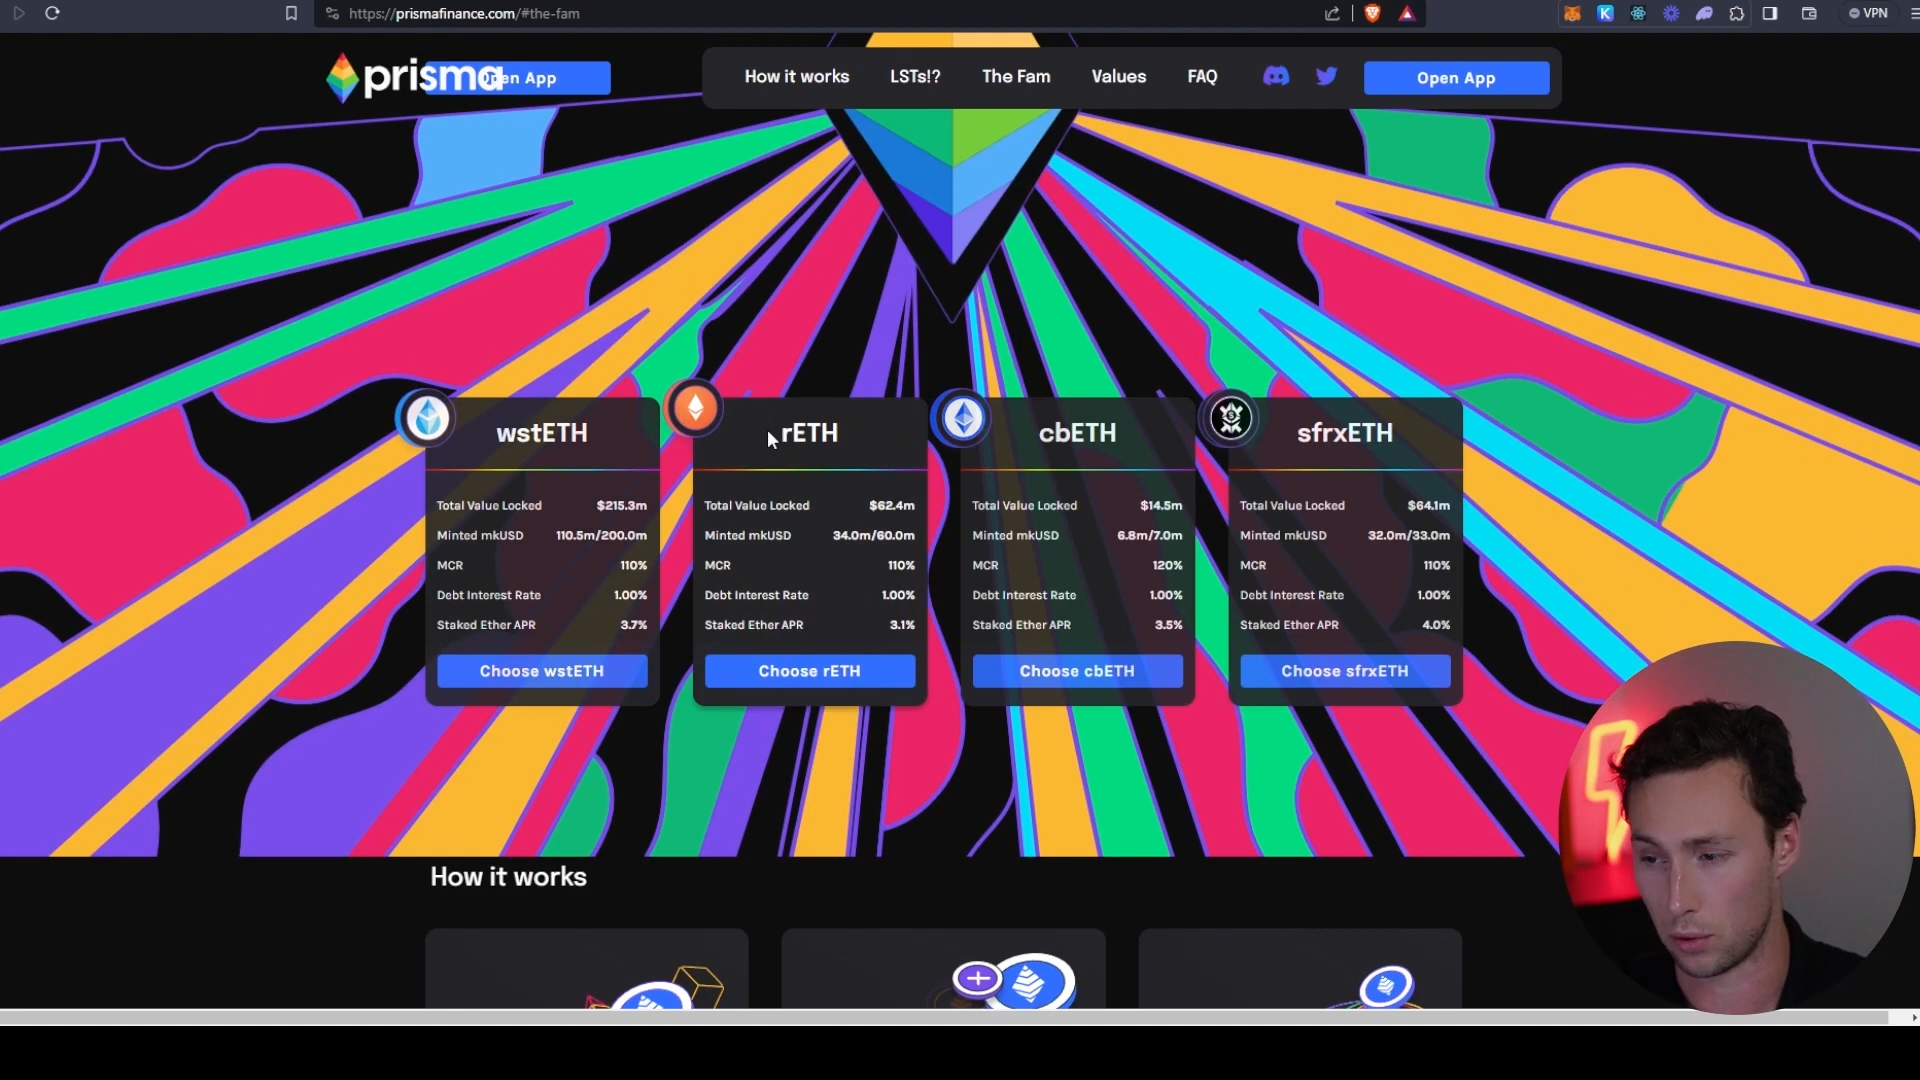 https://prismafinance.com/#the-fam
VPN
prisma
Open App
How it works
LSTs!?
The Fam
Values
FAQ
Open App
wstETH
Total Value Locked $215.3m
Minted mkUSD 110.5m/200.0m
MCR 110%
Debt Interest Rate 1.00%
Staked Ether APR 3.7%
Choose wstETH
rETH
Total Value Locked $62.4m
Minted mkUSD 34.0m/60.0m
MCR 110%
Debt Interest Rate 1.00%
Staked Ether APR 3.1%
Choose rETH
cbETH
Total Value Locked $14.5m
Minted mkUSD 6.8m/7.0m
MCR 120%
Debt Interest Rate 1.00%
Staked Ether APR 3.5%
Choose cbETH
sfrxETH
Total Value Locked $64.1m
Minted mkUSD 32.0m/33.0m
MCR 110%
Debt Interest Rate 1.00%
Staked Ether APR 4.0%
Choose sfrxETH
How it works